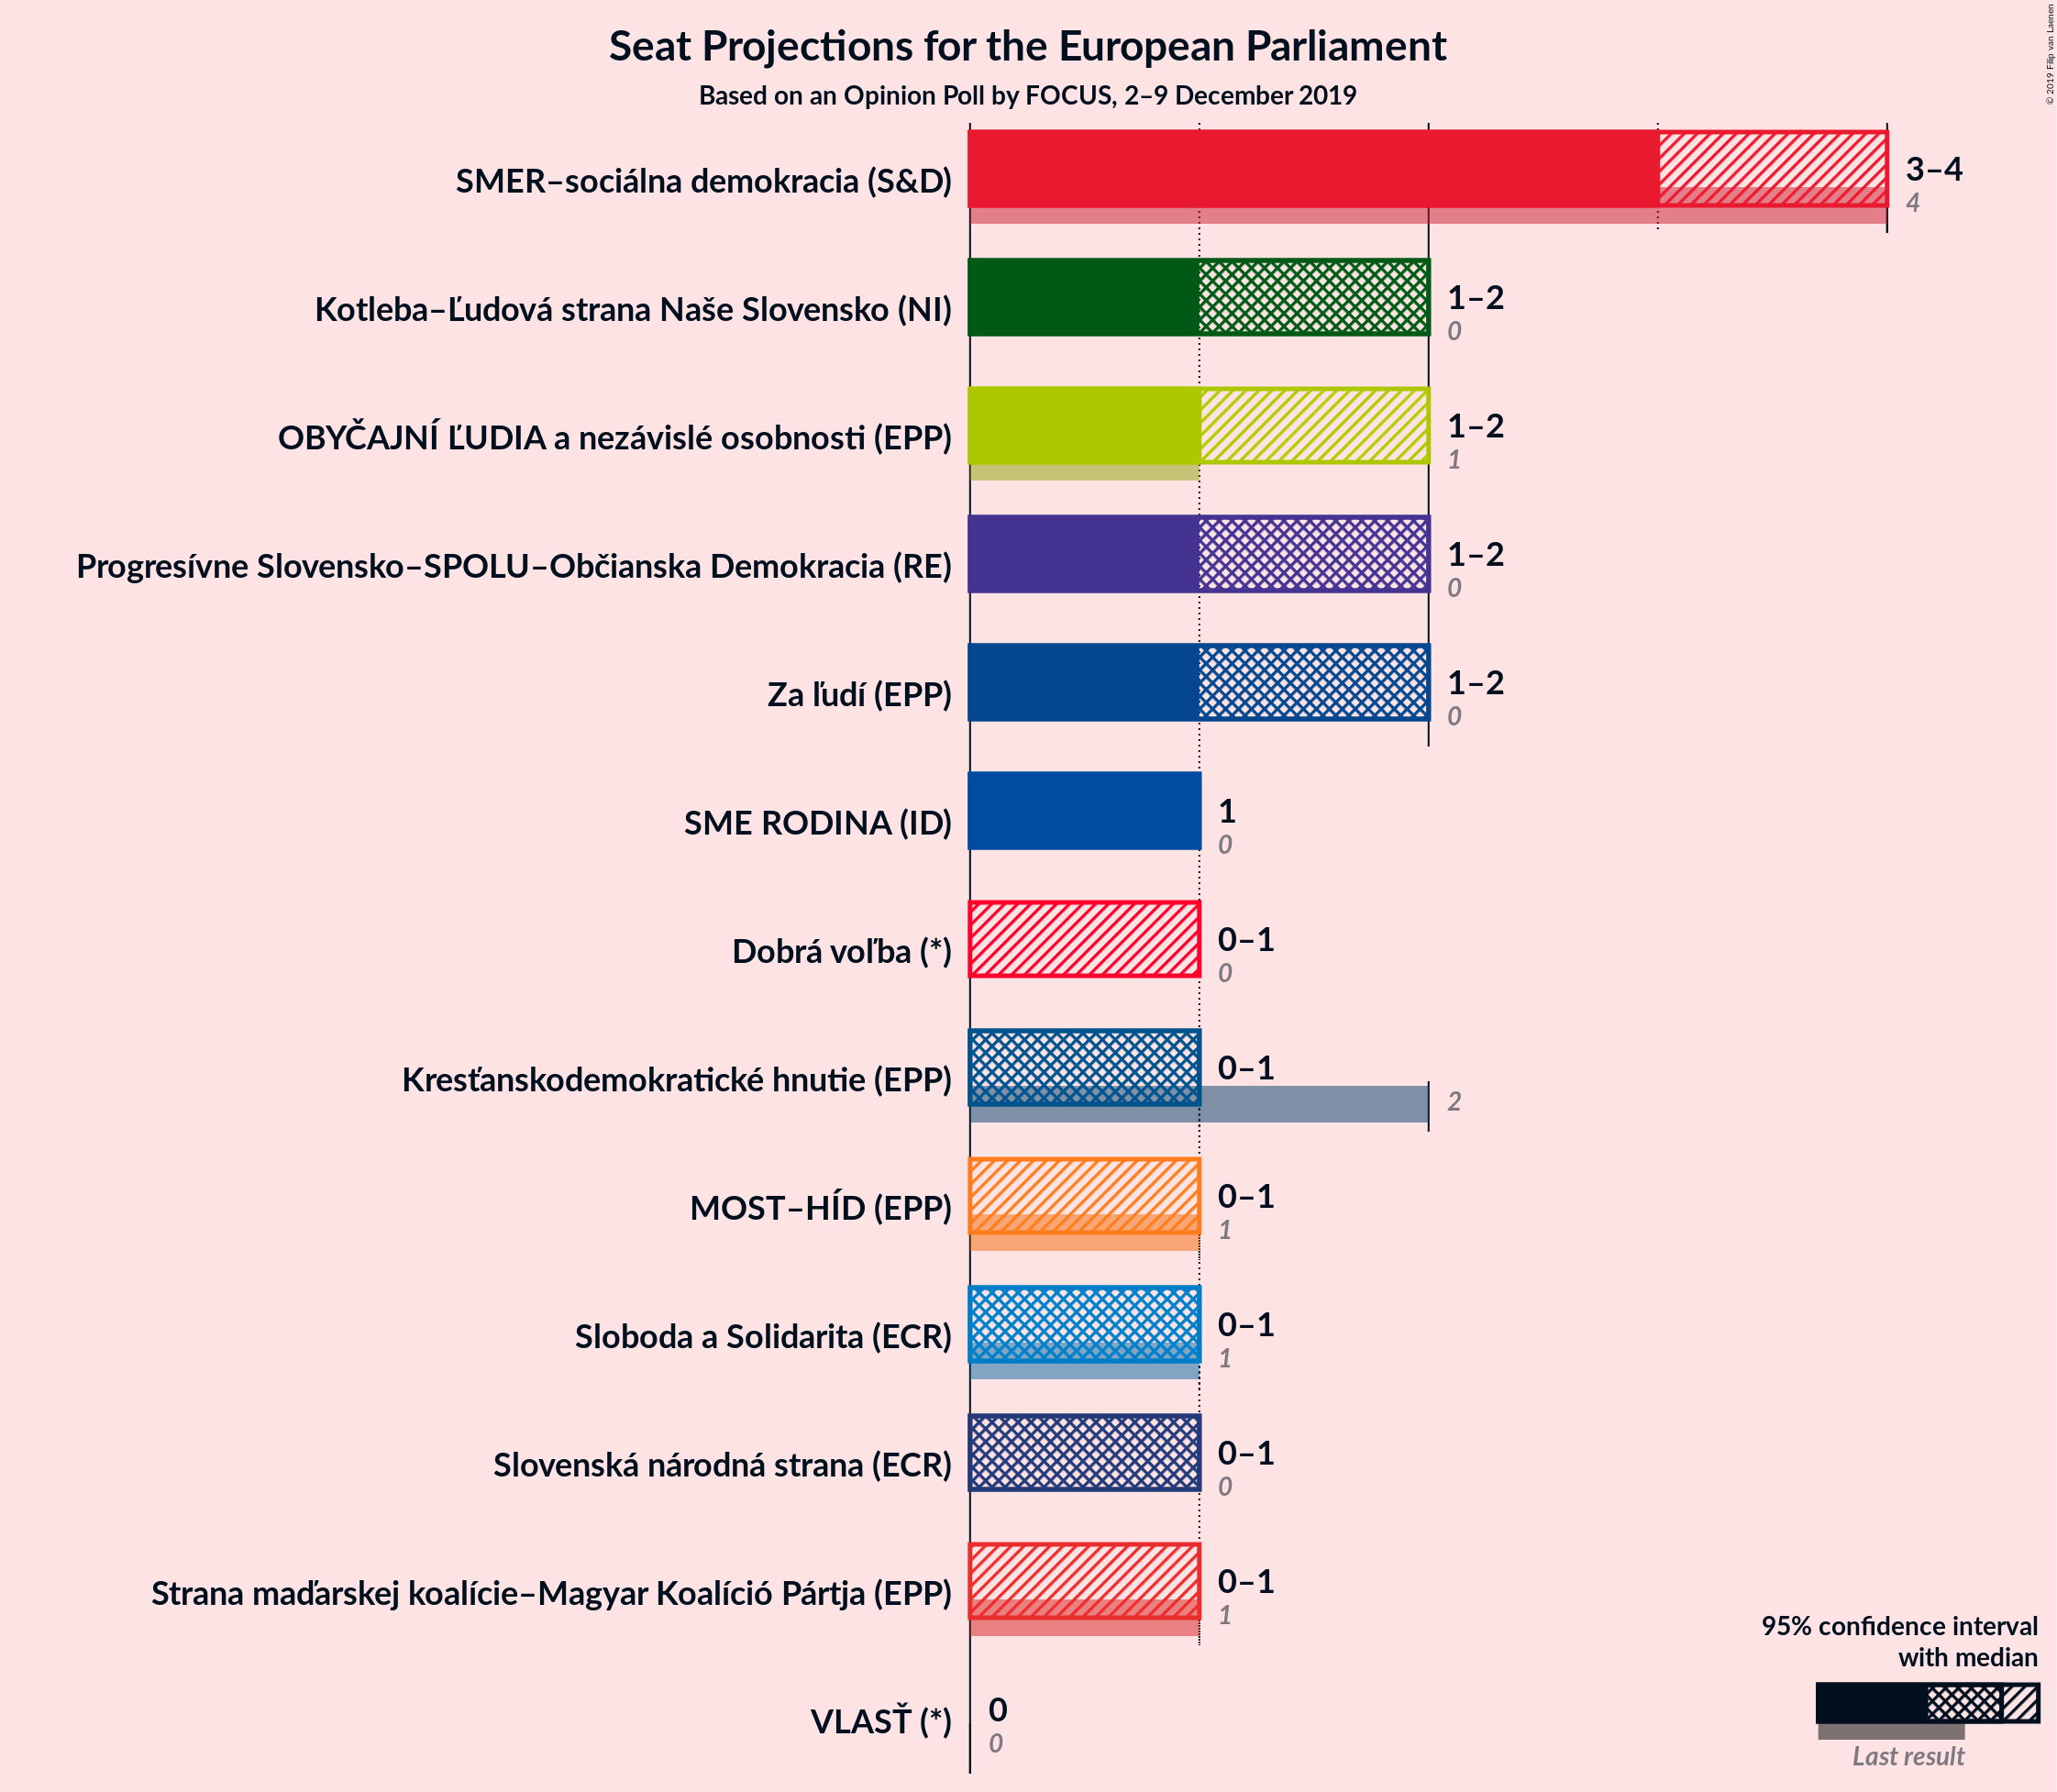 Seat Projections for the European Parliament
Based on an Opinion Poll by FOCUS, 2–9 December 2019
© 2019 Filip van Laenen
SMER–sociálna demokracia (S&D)
3–4
4
Kotleba–Ľudová strana Naše Slovensko (NI)
1–2
0
OBYČAJNÍ ĽUDIA a nezávislé osobnosti (EPP)
1–2
1
Progresívne Slovensko–SPOLU–Občianska Demokracia (RE)
1–2
0
Za ľudí (EPP)
1–2
0
SME RODINA (ID)
1
0
Dobrá voľba (*)
0–1
0
Kresťanskodemokratické hnutie (EPP)
0–1
2
MOST–HÍD (EPP)
0–1
1
Sloboda a Solidarita (ECR)
0–1
1
Slovenská národná strana (ECR)
0–1
0
Strana maďarskej koalície–Magyar Koalíció Pártja (EPP)
0–1
1
VLASŤ (*)
0
0
95% confidence interval
with median
Last result